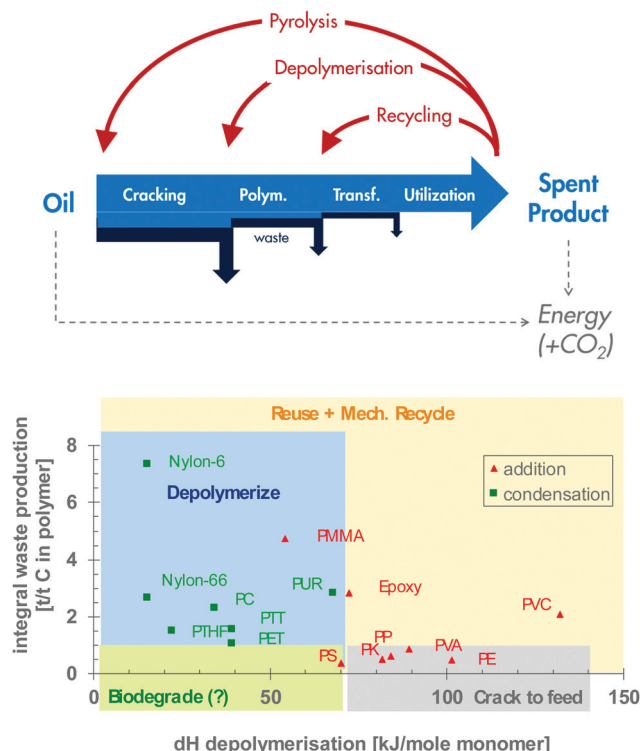 Pyrolysis
Depolymerisation
Recycling
Oil
Cracking
Polym.
Transf.
Utilization
Spent
Product
waste
Energy
(+CO2)
integral waste production
[t/t C in polymer]
Reuse + Mech. Recycle
8
6
4
2
0
Nylon-6
Depolymerize
addition
condensation
PMMA
Nylon-66
PUR
Epoxy
PC
PVC
PTT
PTHF
PET
PS
PK
PP
PVA
PE
Biodegrade (?)
Crack to feed
0
50
100
150
dH depolymerisation [kJ/mole monomer]